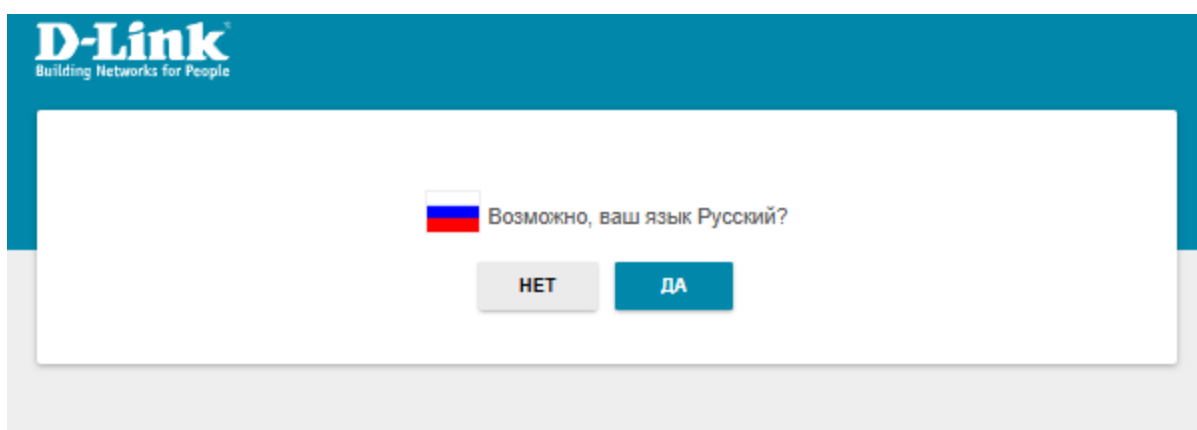 D-Link
Building Networks for People
Возможно, ваш язык Русский?
НЕТ
ДА